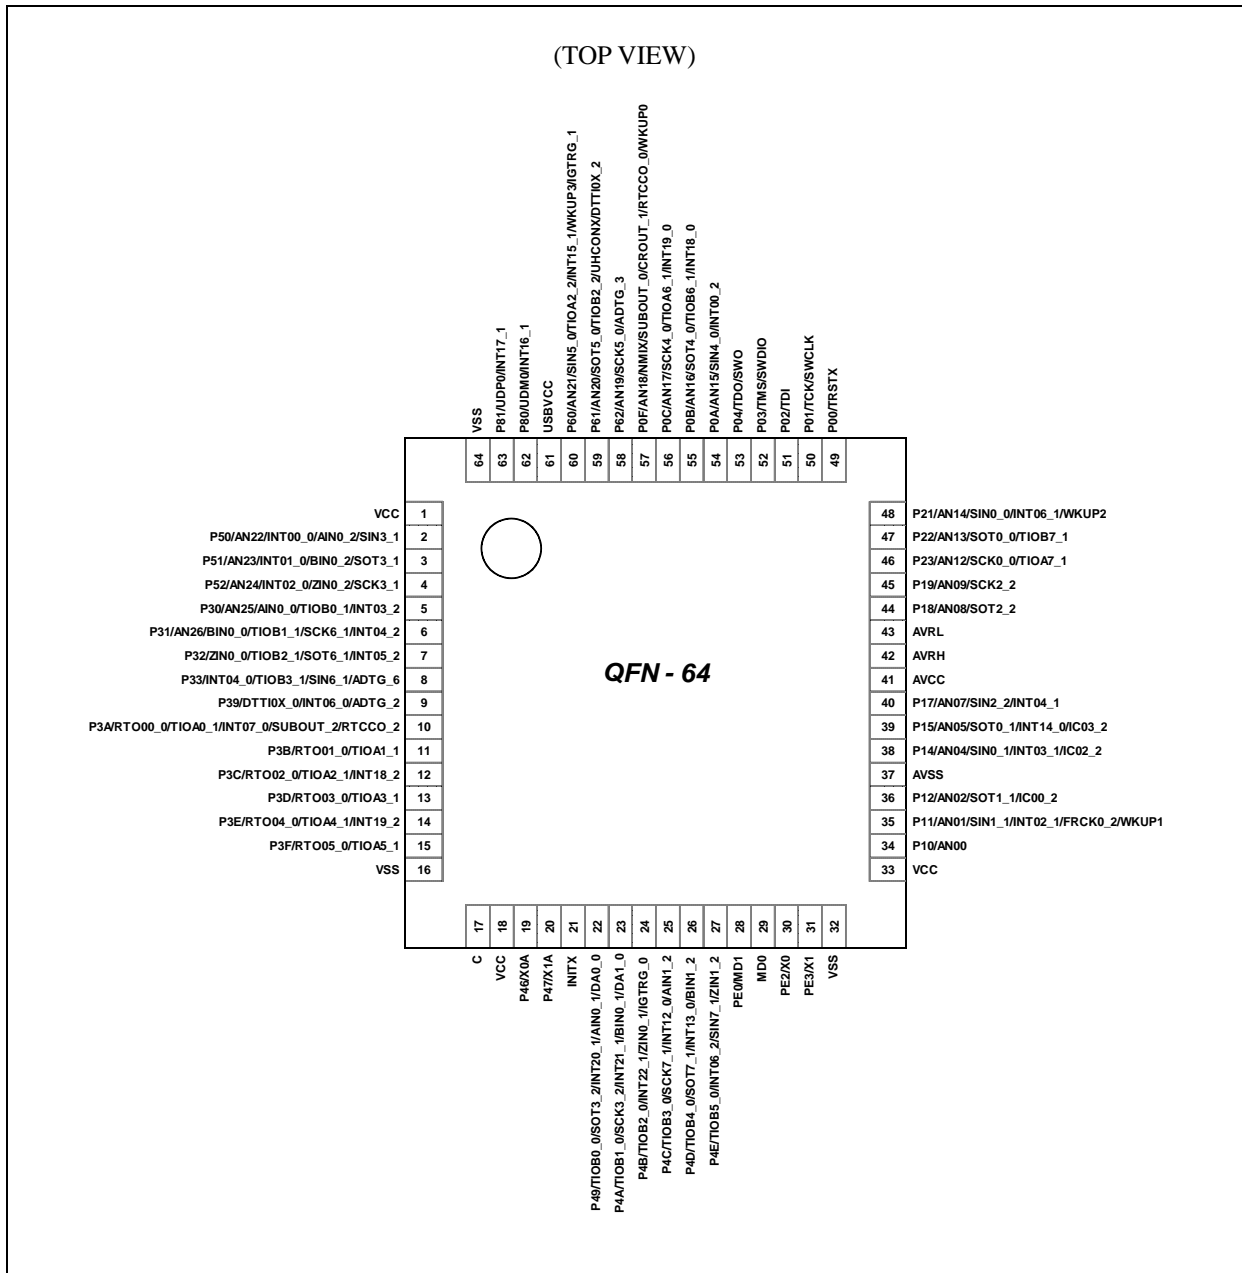 (TOP VIEW)
VSS
P81/UDP0/INT17_1
P80/UDM0/INT16_1
USBVCC
P60/AN21/SIN5_0/TIOA2_2/INT15_1/WKUP3/IGTRG_1
P61/AN20/SOT5_0/TIOB2_2/UHCONX/DTTI0X_2
P62/AN19/SCK5_0/ADTG_3
P0F/AN18/NMIX/SUBOUT_0/CROUT_1/RTCCO_0/WKUP0
P0C/AN17/SCK4_0/TIOA6_1/INT19_0
P0B/AN16/SOT4_0/TIOB6_1/INT18_0
P0A/AN15/SIN4_0/INT00_2
P04/TDO/SWO
P03/TMS/SWDIO
P02/TDI
P01/TCK/SWCLK
P00/TRSTX
64 63 62 61 60 59 58 57 56 55 54 53 52 51 50 49
VCC 1
P50/AN22/INT00_0/AIN0_2/SIN3_1 2
P51/AN23/INT01_0/BIN0_2/SOT3_1 3
P52/AN24/INT02_0/ZIN0_2/SCK3_1 4
P30/AN25/AIN0_0/TIOB0_1/INT03_2 5
P31/AN26/BIN0_0/TIOB1_1/SCK6_1/INT04_2 6
P32/ZIN0_0/TIOB2_1/SOT6_1/INT05_2 7
P33/INT04_0/TIOB3_1/SIN6_1/ADTG_6 8
P39/DTTI0X_0/INT06_0/ADTG_2 9
P3A/RTO00_0/TIOA0_1/INT07_0/SUBOUT_2/RTCCO_2 10
P3B/RTO01_0/TIOA1_1 11
P3C/RTO02_0/TIOA2_1/INT18_2 12
P3D/RTO03_0/TIOA3_1 13
P3E/RTO04_0/TIOA4_1/INT19_2 14
P3F/RTO05_0/TIOA5_1 15
VSS 16
QFN - 64
48 P21/AN14/SIN0_0/INT06_1/WKUP2
47 P22/AN13/SOT0_0/TIOB7_1
46 P23/AN12/SCK0_0/TIOA7_1
45 P19/AN09/SCK2_2
44 P18/AN08/SOT2_2
43 AVRL
42 AVRH
41 AVCC
40 P17/AN07/SIN2_2/INT04_1
39 P15/AN05/SOT0_1/INT14_0/IC03_2
38 P14/AN04/SIN0_1/INT03_1/IC02_2
37 AVSS
36 P12/AN02/SOT1_1/IC00_2
35 P11/AN01/SIN1_1/INT02_1/FRCK0_2/WKUP1
34 P10/AN00
33 VCC
17 18 19 20 21 22 23 24 25 26 27 28 29 30 31 32
C
VCC
P46/X0A
P47/X1A
INITX
P49/TIOB0_0/SOT3_2/INT20_1/AIN0_1/DA0_0
P4A/TIOB1_0/SCK3_2/INT21_1/BIN0_1/DA1_0
P4B/TIOB2_0/INT22_1/ZIN0_1/IGTRG_0
P4C/TIOB3_0/SCK7_1/INT12_0/AIN1_2
P4D/TIOB4_0/SOT7_1/INT13_0/BIN1_2
P4E/TIOB5_0/INT06_2/SIN7_1/ZIN1_2
PE0/MD1
MD0
PE2/X0
PE3/X1
VSS